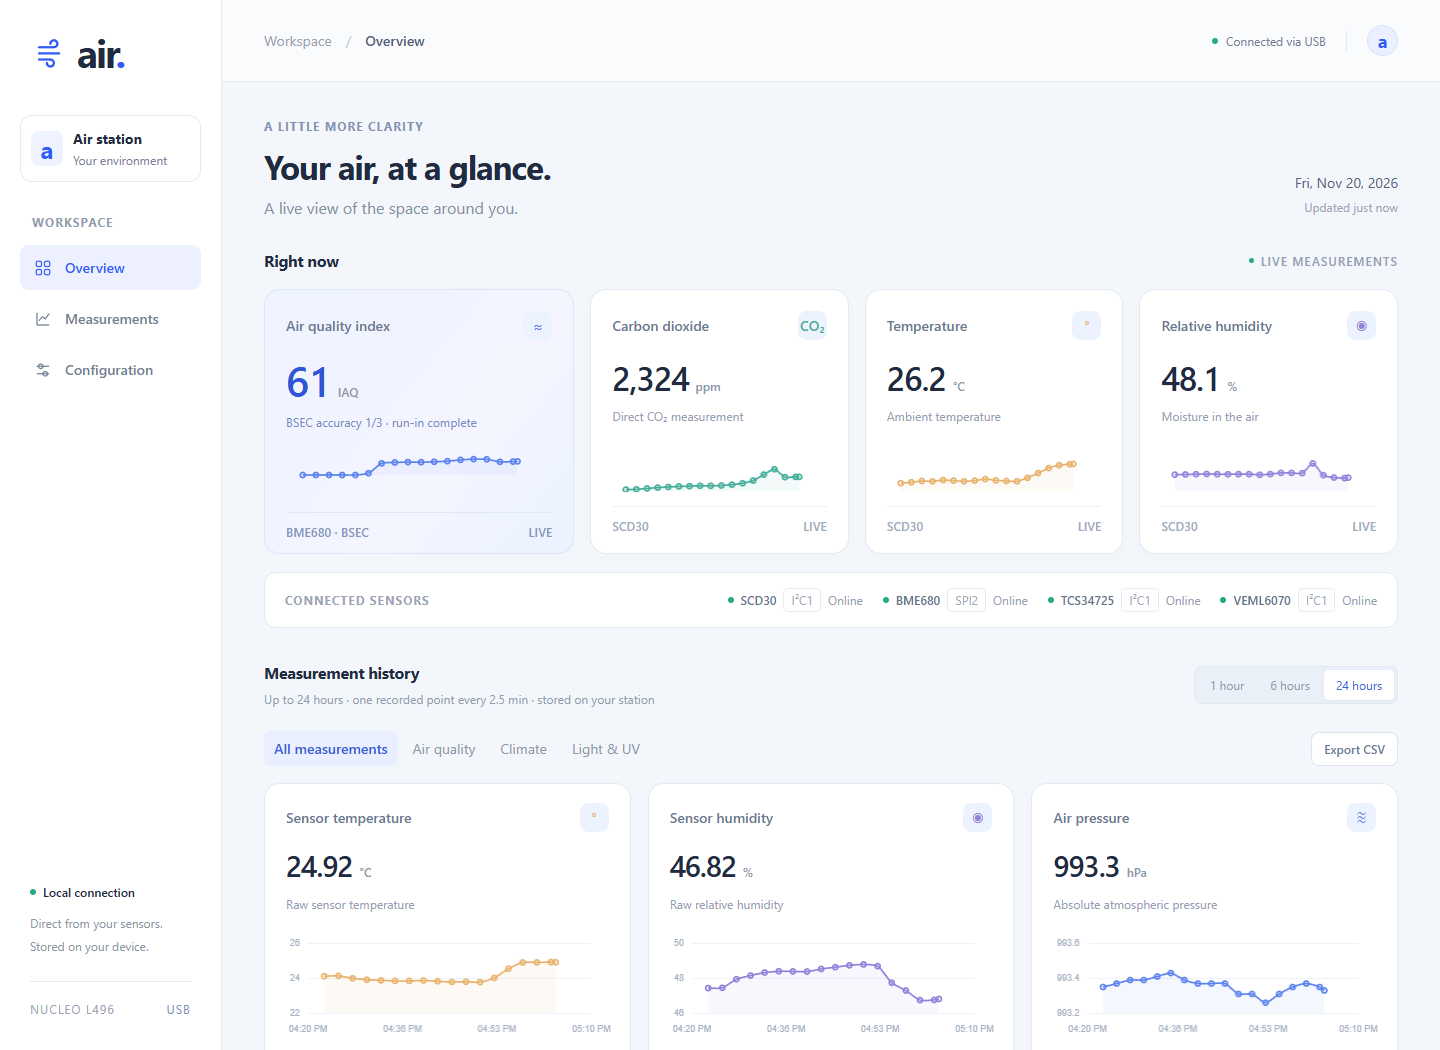 air.
a
Air station
Your environment
WORKSPACE
Overview
Measurements
Configuration
Local connection
Direct from your sensors.
Stored on your device.
NUCLEO L496 USB
Workspace / Overview
Connected via USB
a
A LITTLE MORE CLARITY
Your air, at a glance.
A live view of the space around you.
Fri, Nov 20, 2026
Updated just now
Right now
LIVE MEASUREMENTS
Air quality index
≈
61 IAQ
BSEC accuracy 1/3 · run-in complete
BME680 · BSEC LIVE
Carbon dioxide
CO₂
2,324 ppm
Direct CO₂ measurement
SCD30 LIVE
Temperature
°
26.2 °C
Ambient temperature
SCD30 LIVE
Relative humidity
◉
48.1 %
Moisture in the air
SCD30 LIVE
CONNECTED SENSORS
SCD30 I²C1 Online
BME680 SPI2 Online
TCS34725 I²C1 Online
VEML6070 I²C1 Online
Measurement history
Up to 24 hours · one recorded point every 2.5 min · stored on your station
1 hour 6 hours 24 hours
All measurements Air quality Climate Light & UV
Export CSV
Sensor temperature
°
24.92 °C
Raw sensor temperature
26
24
22
04:20 PM 04:36 PM 04:53 PM 05:10 PM
Sensor humidity
◉
46.82 %
Raw relative humidity
50
48
46
04:20 PM 04:36 PM 04:53 PM 05:10 PM
Air pressure
≋
993.3 hPa
Absolute atmospheric pressure
993.6
993.4
993.2
04:20 PM 04:36 PM 04:53 PM 05:10 PM